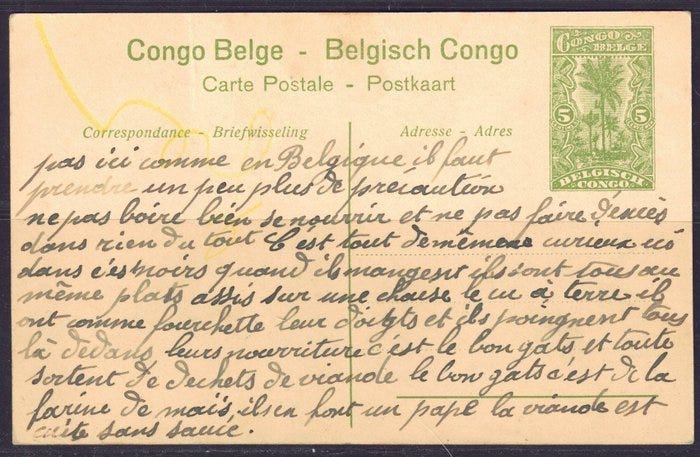 Congo Belge - Belgisch Congo
Carte Postale - Postkaart
CONGO BELGE
5 5
BELGISCH CONGO
Correspondance - Briefwisseling
Adresse - Adres
pas ici comme en Belgique il faut
prendre un peu plus de précaution
ne pas boire bien se nourrir et ne pas faire d'excès
dans rien du tout C'est tout de même curieux
dans ces noirs quand il mangent ils sont tous au
même plats assis sur une chaise le cu à terre il
ont comme fourchette leur doigts et ils poingnent tous
là dedans leurs nourriture c'est le bon gats et toute
sortent de dechets de viande le bon gats c'est de la
farine de maïs, ils en font un pape la viande est
cuite sans sauce.